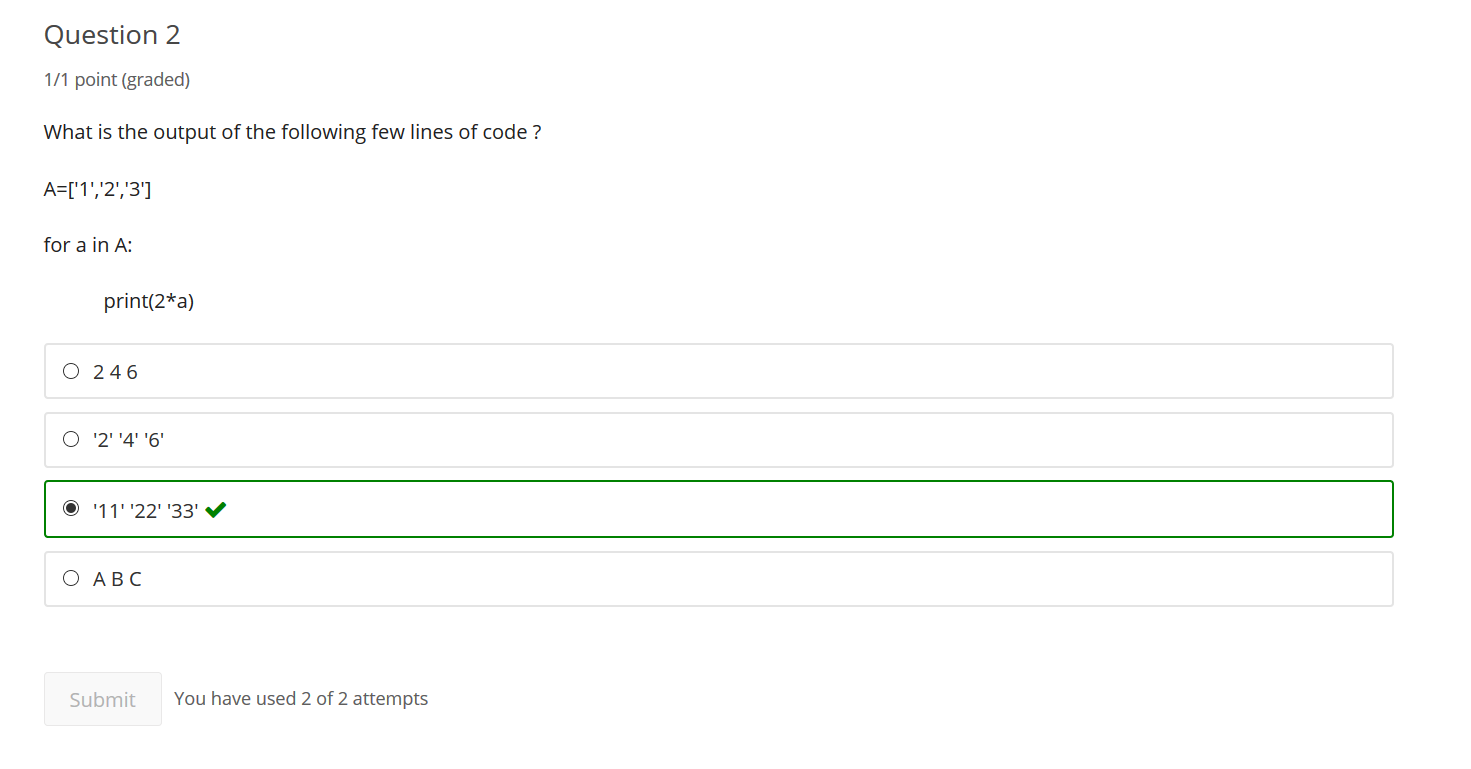 Question 2
1/1 point (graded)
What is the output of the following few lines of code ?
A=['1','2','3']
for a in A:
print(2*a)
2 4 6
'2' '4' '6'
'11' '22' '33'
A B C
Submit You have used 2 of 2 attempts